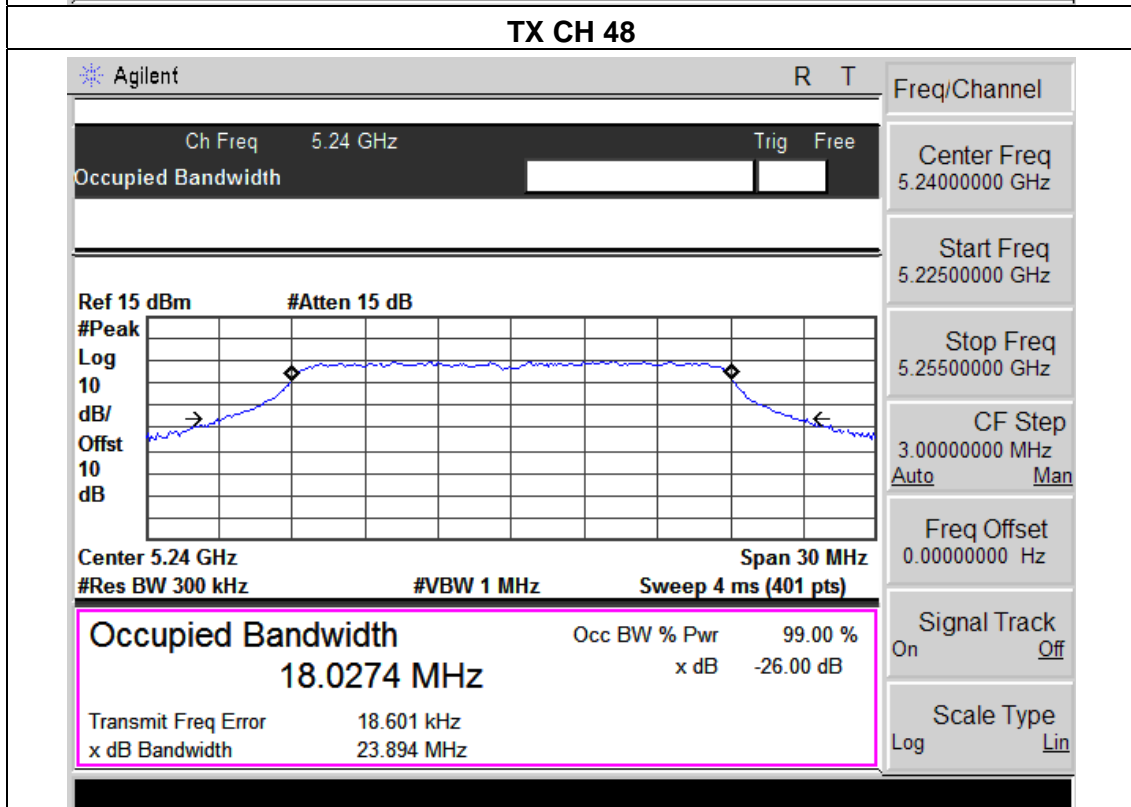 TX CH 48
Agilent R T
Freq/Channel
Ch Freq 5.24 GHz Trig Free
Occupied Bandwidth
Center Freq
5.24000000 GHz
Start Freq
5.22500000 GHz
Ref 15 dBm #Atten 15 dB
#Peak
Log
10
dB/
Offst
10
dB
Stop Freq
5.25500000 GHz
CF Step
3.00000000 MHz
Auto Man
Center 5.24 GHz Span 30 MHz
#Res BW 300 kHz #VBW 1 MHz Sweep 4 ms (401 pts)
Freq Offset
0.00000000 Hz
Occupied Bandwidth Occ BW % Pwr 99.00 %
18.0274 MHz x dB -26.00 dB
Transmit Freq Error 18.601 kHz
x dB Bandwidth 23.894 MHz
Signal Track
On Off
Scale Type
Log Lin